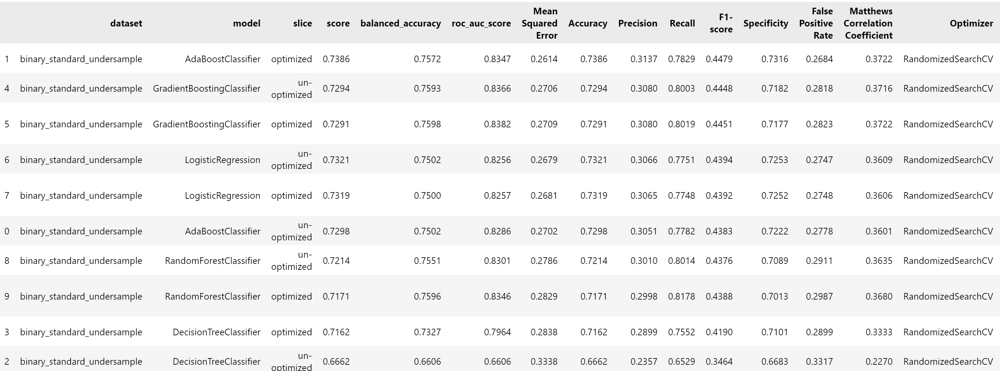 dataset model slice score balanced_accuracy roc_auc_score Mean Squared Error Accuracy Precision Recall F1-score Specificity False Positive Rate Matthews Correlation Coefficient Optimizer
1 binary_standard_undersample AdaBoostClassifier optimized 0.7386 0.7572 0.8347 0.2614 0.7386 0.3137 0.7829 0.4479 0.7316 0.2684 0.3722 RandomizedSearchCV
4 binary_standard_undersample GradientBoostingClassifier un-optimized 0.7294 0.7593 0.8366 0.2706 0.7294 0.3080 0.8003 0.4448 0.7182 0.2818 0.3716 RandomizedSearchCV
5 binary_standard_undersample GradientBoostingClassifier optimized 0.7291 0.7598 0.8382 0.2709 0.7291 0.3080 0.8019 0.4451 0.7177 0.2823 0.3722 RandomizedSearchCV
6 binary_standard_undersample LogisticRegression un-optimized 0.7321 0.7502 0.8256 0.2679 0.7321 0.3066 0.7751 0.4394 0.7253 0.2747 0.3609 RandomizedSearchCV
7 binary_standard_undersample LogisticRegression optimized 0.7319 0.7500 0.8257 0.2681 0.7319 0.3065 0.7748 0.4392 0.7252 0.2748 0.3606 RandomizedSearchCV
0 binary_standard_undersample AdaBoostClassifier un-optimized 0.7298 0.7502 0.8286 0.2702 0.7298 0.3051 0.7782 0.4383 0.7222 0.2778 0.3601 RandomizedSearchCV
8 binary_standard_undersample RandomForestClassifier un-optimized 0.7214 0.7551 0.8301 0.2786 0.7214 0.3010 0.8014 0.4376 0.7089 0.2911 0.3635 RandomizedSearchCV
9 binary_standard_undersample RandomForestClassifier optimized 0.7171 0.7596 0.8346 0.2829 0.7171 0.2998 0.8178 0.4388 0.7013 0.2987 0.3680 RandomizedSearchCV
3 binary_standard_undersample DecisionTreeClassifier optimized 0.7162 0.7327 0.7964 0.2838 0.7162 0.2899 0.7552 0.4190 0.7101 0.2899 0.3333 RandomizedSearchCV
2 binary_standard_undersample DecisionTreeClassifier un-optimized 0.6662 0.6606 0.6606 0.3338 0.6662 0.2357 0.6529 0.3464 0.6683 0.3317 0.2270 RandomizedSearchCV